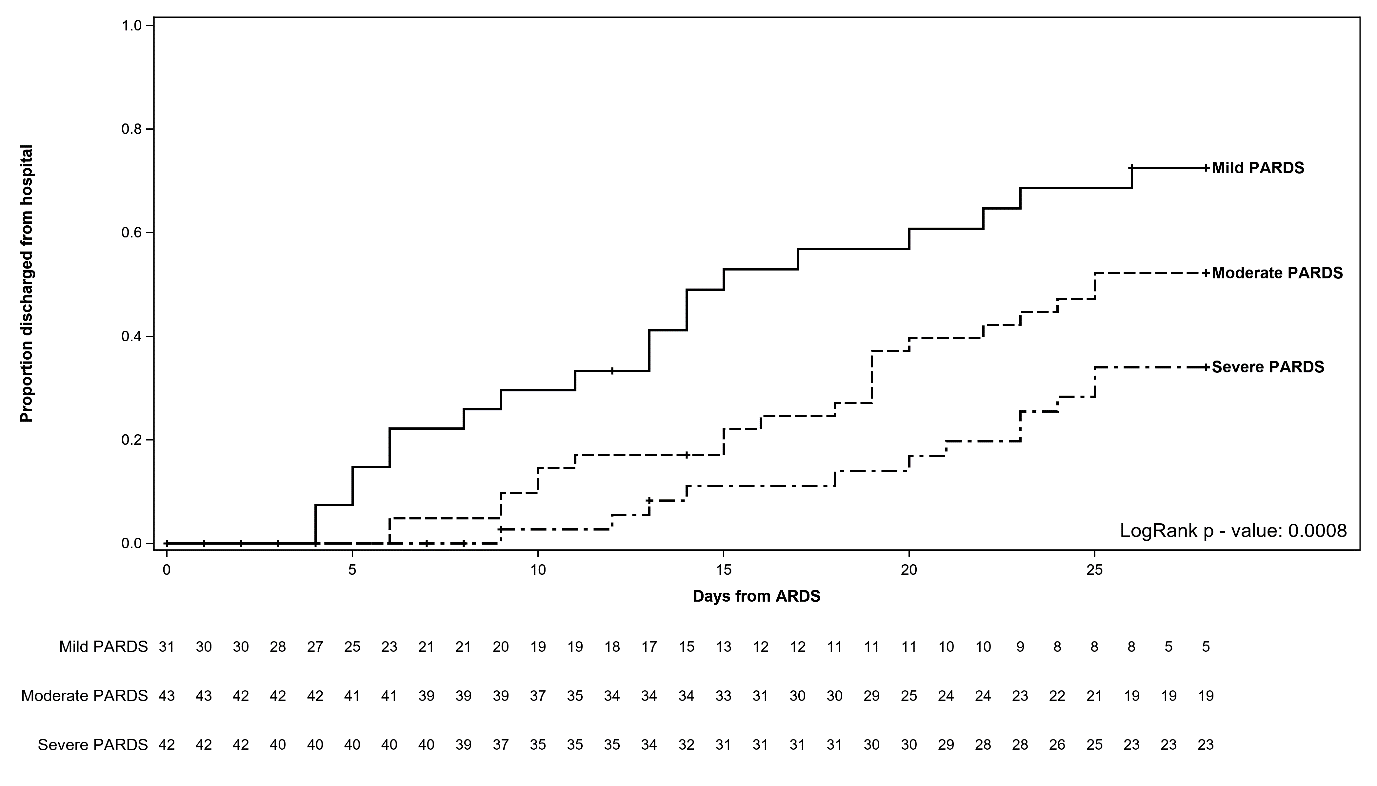 Proportion discharged from hospital
1.0
0.8
0.6
0.4
0.2
0.0
Mild PARDS
Moderate PARDS
Severe PARDS
LogRank p - value: 0.0008
0 5 10 15 20 25
Days from ARDS
Mild PARDS 31 30 30 28 27 25 23 21 21 20 19 19 18 17 15 13 12 12 11 11 11 10 10 9 8 8 8 5 5
Moderate PARDS 43 43 42 42 42 41 41 39 39 39 37 35 34 34 34 33 31 30 30 29 25 24 24 23 22 21 19 19 19
Severe PARDS 42 42 42 40 40 40 40 40 39 37 35 35 35 34 32 31 31 31 31 30 30 29 28 28 26 25 23 23 23